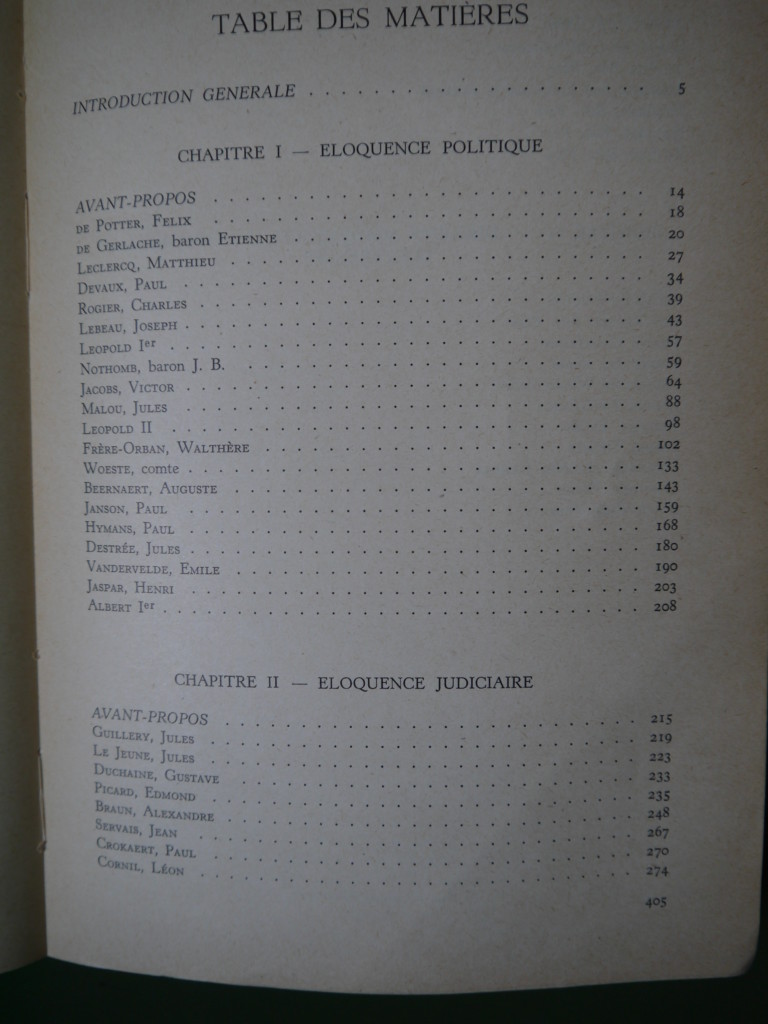 TABLE DES MATIÈRES
INTRODUCTION GENERALE . . . . . . . . . . . . . . . . . . . . 5
CHAPITRE I — ELOQUENCE POLITIQUE
AVANT-PROPOS . . . . . . . . . . . . . . . . . . . . 14
DE POTTER, FELIX . . . . . . . . . . . . . . . . . . . . 18
DE GERLACHE, baron ETIENNE . . . . . . . . . . . . . . . . . . . . 20
LECLERCQ, MATTHIEU . . . . . . . . . . . . . . . . . . . . 27
DEVAUX, PAUL . . . . . . . . . . . . . . . . . . . . 34
ROGIER, CHARLES . . . . . . . . . . . . . . . . . . . . 39
LEBEAU, JOSEPH . . . . . . . . . . . . . . . . . . . . 43
LEOPOLD Ier . . . . . . . . . . . . . . . . . . . . 57
NOTHOMB, baron J. B. . . . . . . . . . . . . . . . . . . . . 59
JACOBS, VICTOR . . . . . . . . . . . . . . . . . . . . 64
MALOU, JULES . . . . . . . . . . . . . . . . . . . . 88
LEOPOLD II . . . . . . . . . . . . . . . . . . . . 98
FRÈRE-ORBAN, WALTHÈRE . . . . . . . . . . . . . . . . . . . . 102
WOESTE, comte . . . . . . . . . . . . . . . . . . . . 133
BEERNAERT, AUGUSTE . . . . . . . . . . . . . . . . . . . . 143
JANSON, PAUL . . . . . . . . . . . . . . . . . . . . 159
HYMANS, PAUL . . . . . . . . . . . . . . . . . . . . 168
DESTRÉE, JULES . . . . . . . . . . . . . . . . . . . . 180
VANDERVELDE, EMILE . . . . . . . . . . . . . . . . . . . . 190
JASPAR, HENRI . . . . . . . . . . . . . . . . . . . . 203
ALBERT Ier . . . . . . . . . . . . . . . . . . . . 208
CHAPITRE II — ELOQUENCE JUDICIAIRE
AVANT-PROPOS . . . . . . . . . . . . . . . . . . . . 215
GUILLERY, JULES . . . . . . . . . . . . . . . . . . . . 219
LE JEUNE, JULES . . . . . . . . . . . . . . . . . . . . 223
DUCHAINE, GUSTAVE . . . . . . . . . . . . . . . . . . . . 233
PICARD, EDMOND . . . . . . . . . . . . . . . . . . . . 235
BRAUN, ALEXANDRE . . . . . . . . . . . . . . . . . . . . 248
SERVAIS, JEAN . . . . . . . . . . . . . . . . . . . . 267
CROKAERT, PAUL . . . . . . . . . . . . . . . . . . . . 270
CORNIL, LÉON . . . . . . . . . . . . . . . . . . . . 274
405